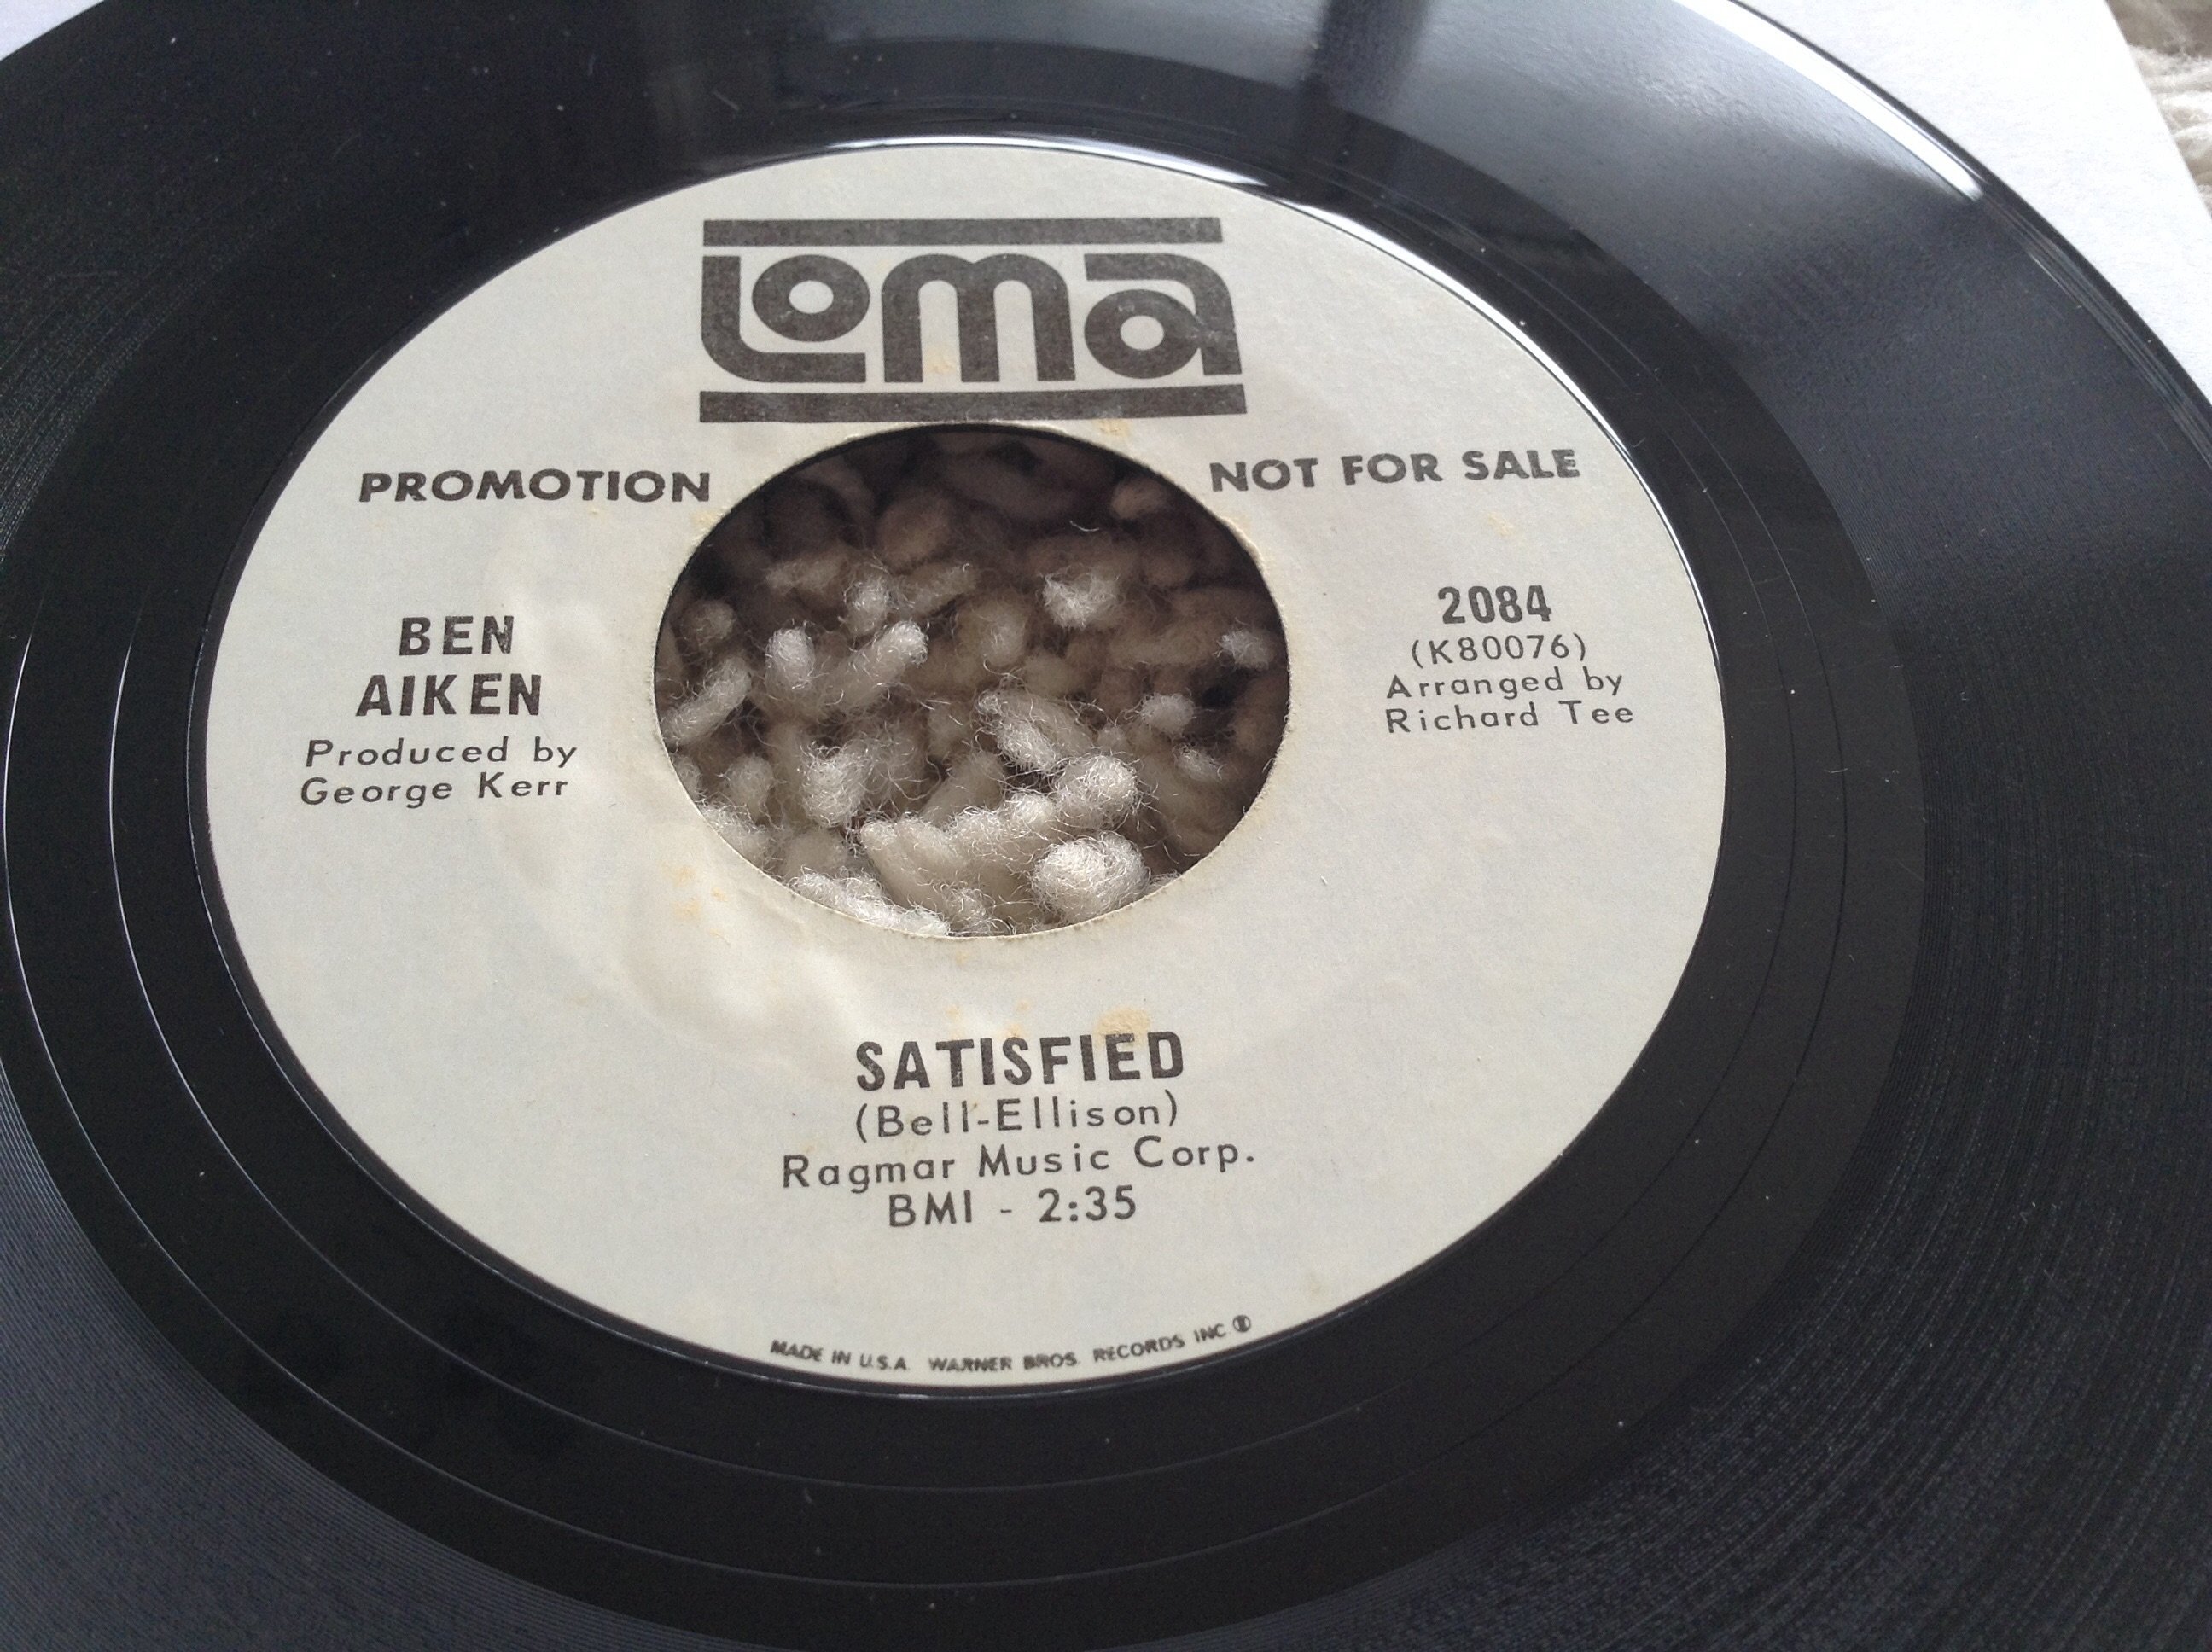 LOMA
PROMOTION
NOT FOR SALE
BEN
AIKEN
Produced by
George Kerr
2084
(K80076)
Arranged by
Richard Tee
SATISFIED
(Bell-Ellison)
Ragmar Music Corp.
BMI - 2:35
MADE IN U.S.A. WARNER BROS. RECORDS INC